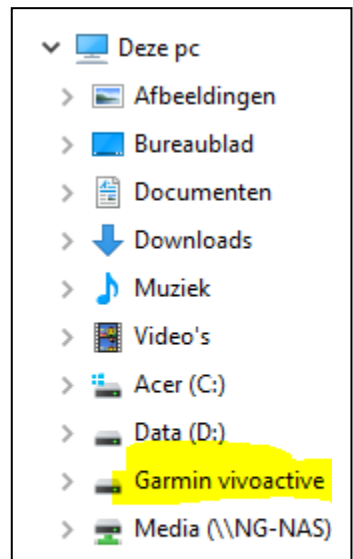 Deze pc
Afbeeldingen
Bureaublad
Documenten
Downloads
Muziek
Video's
Acer (C:)
Data (D:)
Garmin vivoactive
Media (\\NG-NAS)